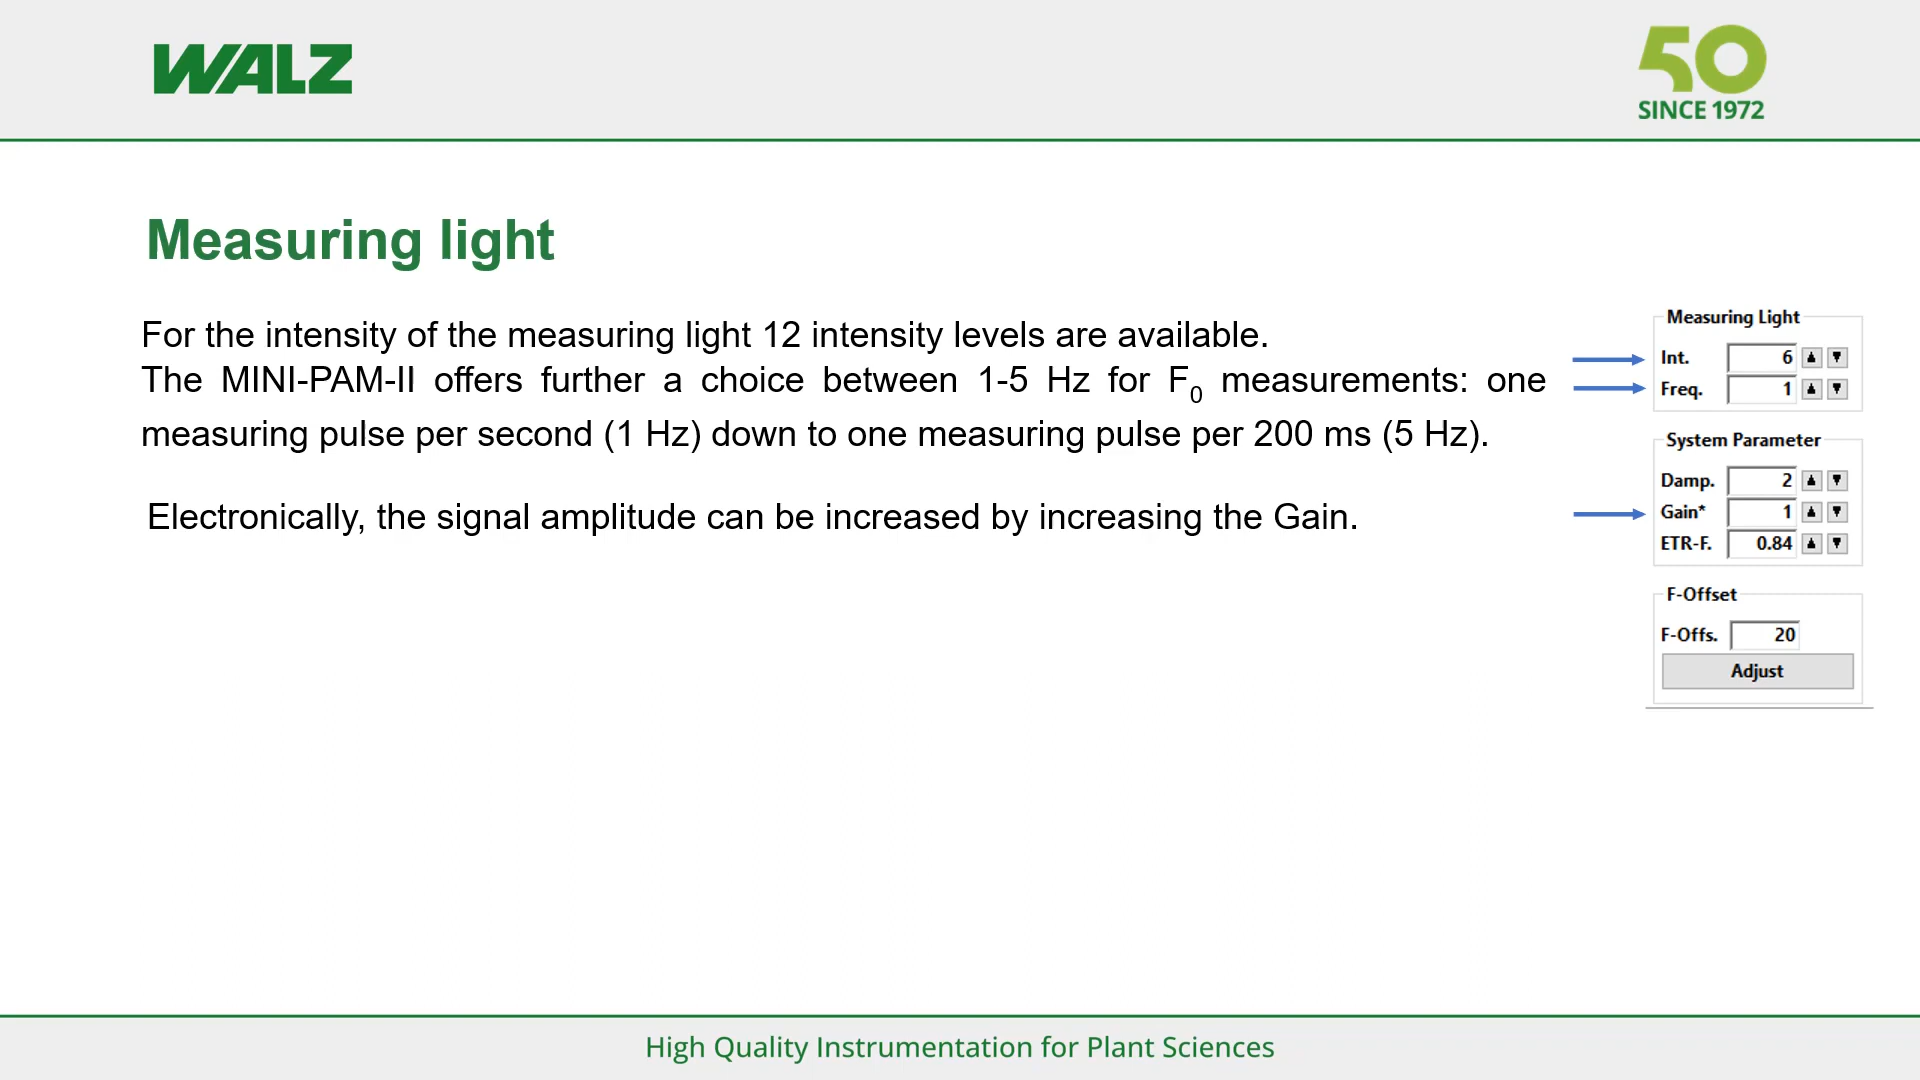 WALZ
50
SINCE 1972
Measuring light
For the intensity of the measuring light 12 intensity levels are available.
The MINI-PAM-II offers further a choice between 1-5 Hz for F0 measurements: one
measuring pulse per second (1 Hz) down to one measuring pulse per 200 ms (5 Hz).
Electronically, the signal amplitude can be increased by increasing the Gain.
Measuring Light
Int. 6
Freq. 1
System Parameter
Damp. 2
Gain* 1
ETR-F. 0.84
F-Offset
F-Offs. 20
Adjust
High Quality Instrumentation for Plant Sciences